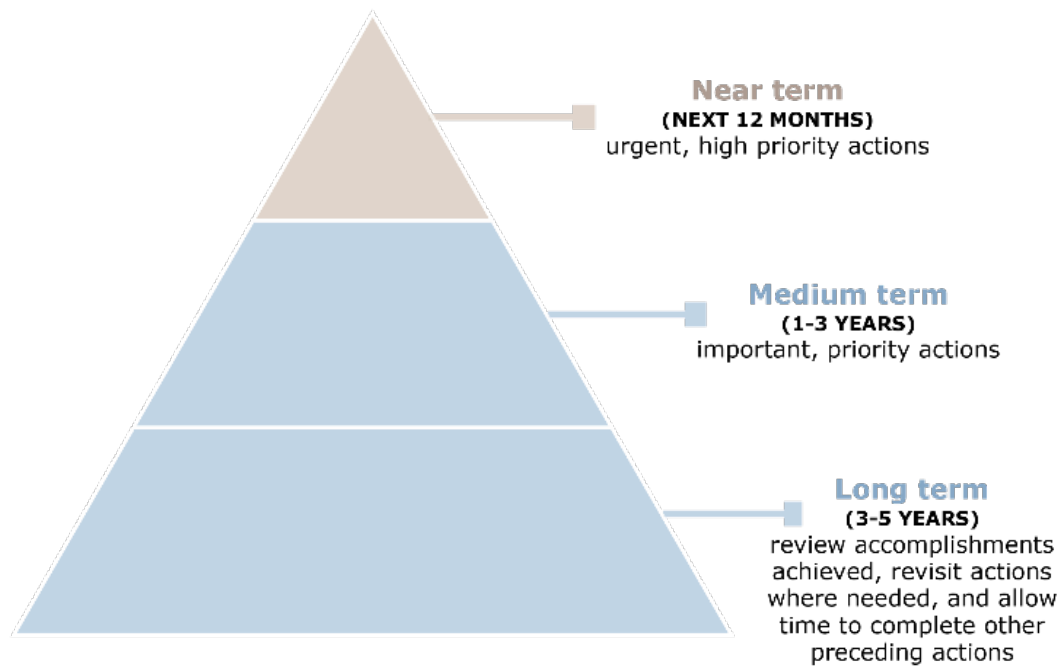 Near term
(NEXT 12 MONTHS)
urgent, high priority actions
Medium term
(1-3 YEARS)
important, priority actions
Long term
(3-5 YEARS)
review accomplishments
achieved, revisit actions
where needed, and allow
time to complete other
preceding actions